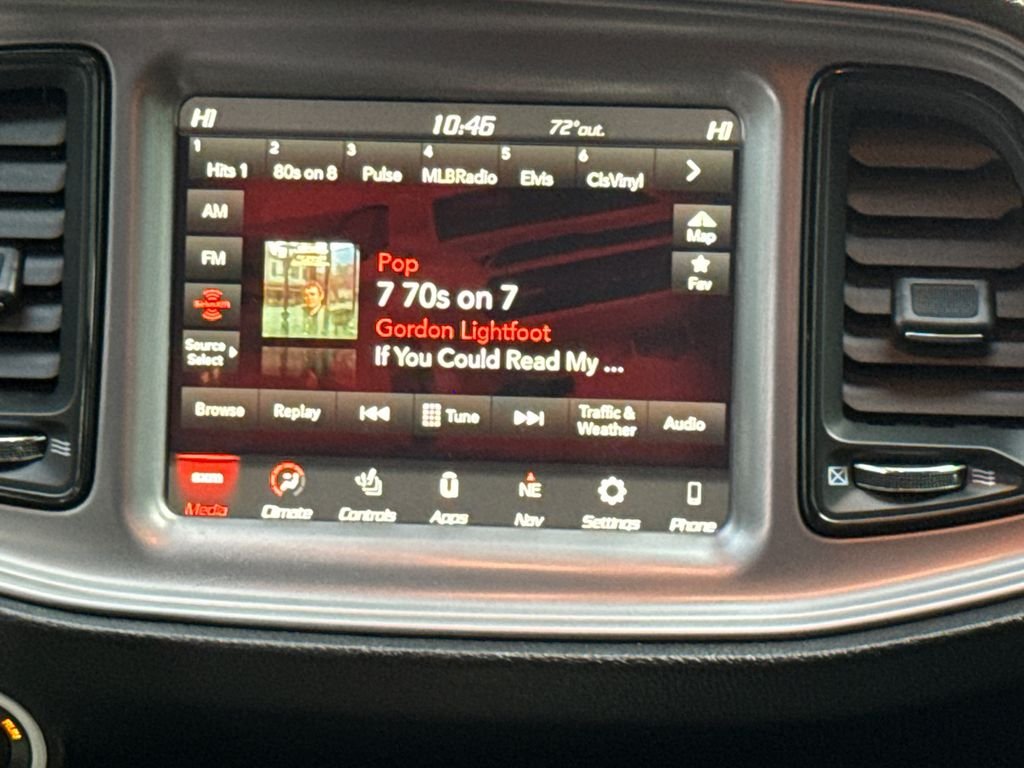 HI 10:46 72°out. HI
1 Hits 1 2 80s on 8 3 Pulse 4 MLBRadio 5 Elvis 6 ClsVinyl
AM
FM
SiriusXM
Source
Select
Map
Fav
Pop
7 70s on 7
Gordon Lightfoot
If You Could Read My ...
Browse Replay Tune Traffic & Weather Audio
NE
Media Climate Controls Apps Nav Settings Phone